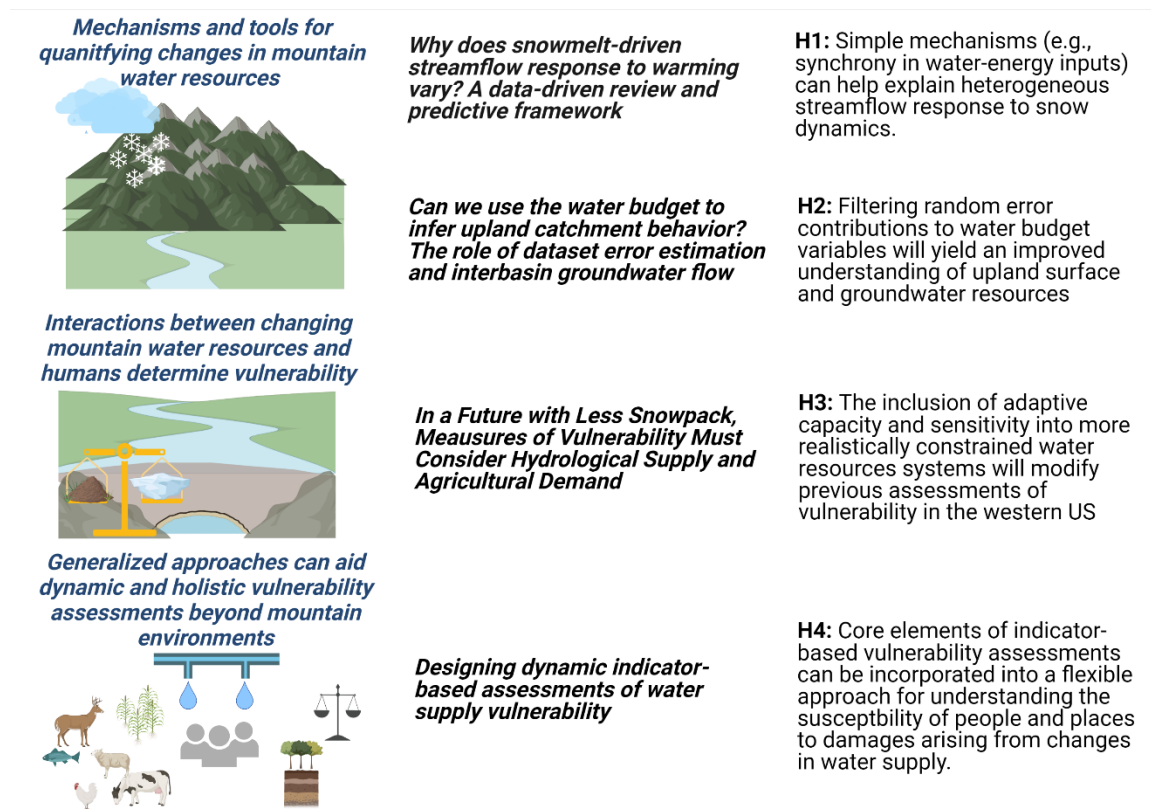 Mechanisms and tools for
quanitfying changes in mountain
water resources
Why does snowmelt-driven
streamflow response to warming
vary? A data-driven review and
predictive framework
H1: Simple mechanisms (e.g.,
synchrony in water-energy inputs)
can help explain heterogeneous
streamflow response to snow
dynamics.
Can we use the water budget to
infer upland catchment behavior?
The role of dataset error estimation
and interbasin groundwater flow
H2: Filtering random error
contributions to water budget
variables will yield an improved
understanding of upland surface
and groundwater resources
Interactions between changing
mountain water resources and
humans determine vulnerability
In a Future with Less Snowpack,
Meausures of Vulnerability Must
Consider Hydrological Supply and
Agricultural Demand
H3: The inclusion of adaptive
capacity and sensitivity into more
realistically constrained water
resources systems will modify
previous assessments of
vulnerability in the western US
Generalized approaches can aid
dynamic and holistic vulnerability
assessments beyond mountain
environments
Designing dynamic indicator-
based assessments of water
supply vulnerability
H4: Core elements of indicator-
based vulnerability assessments
can be incorporated into a flexible
approach for understanding the
susceptbility of people and places
to damages arising from changes
in water supply.